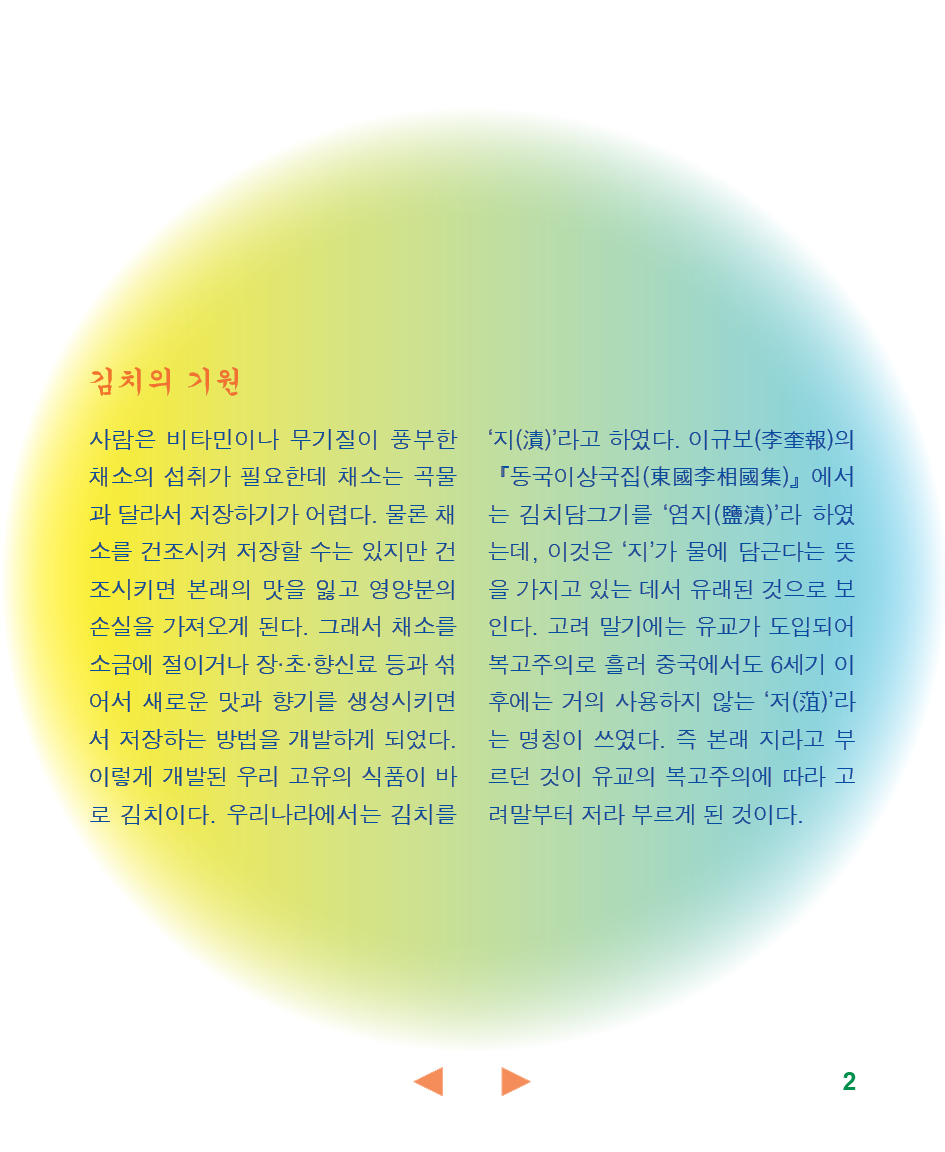 김치의 기원
사람은 비타민이나 무기질이 풍부한
채소의 섭취가 필요한데 채소는 곡물
과 달라서 저장하기가 어렵다. 물론 채
소를 건조시켜 저장할 수는 있지만 건
조시키면 본래의 맛을 잃고 영양분의
손실을 가져오게 된다. 그래서 채소를
소금에 절이거나 장·초·향신료 등과 섞
어서 새로운 맛과 향기를 생성시키면
서 저장하는 방법을 개발하게 되었다.
이렇게 개발된 우리 고유의 식품이 바
로 김치이다. 우리나라에서는 김치를
‘지(漬)’라고 하였다. 이규보(李奎報)의
『동국이상국집(東國李相國集)』에서
는 김치담그기를 ‘염지(鹽漬)’라 하였
는데, 이것은 ‘지’가 물에 담근다는 뜻
을 가지고 있는 데서 유래된 것으로 보
인다. 고려 말기에는 유교가 도입되어
복고주의로 흘러 중국에서도 6세기 이
후에는 거의 사용하지 않는 ‘저(菹)’라
는 명칭이 쓰였다. 즉 본래 지라고 부
르던 것이 유교의 복고주의에 따라 고
려말부터 저라 부르게 된 것이다.
2